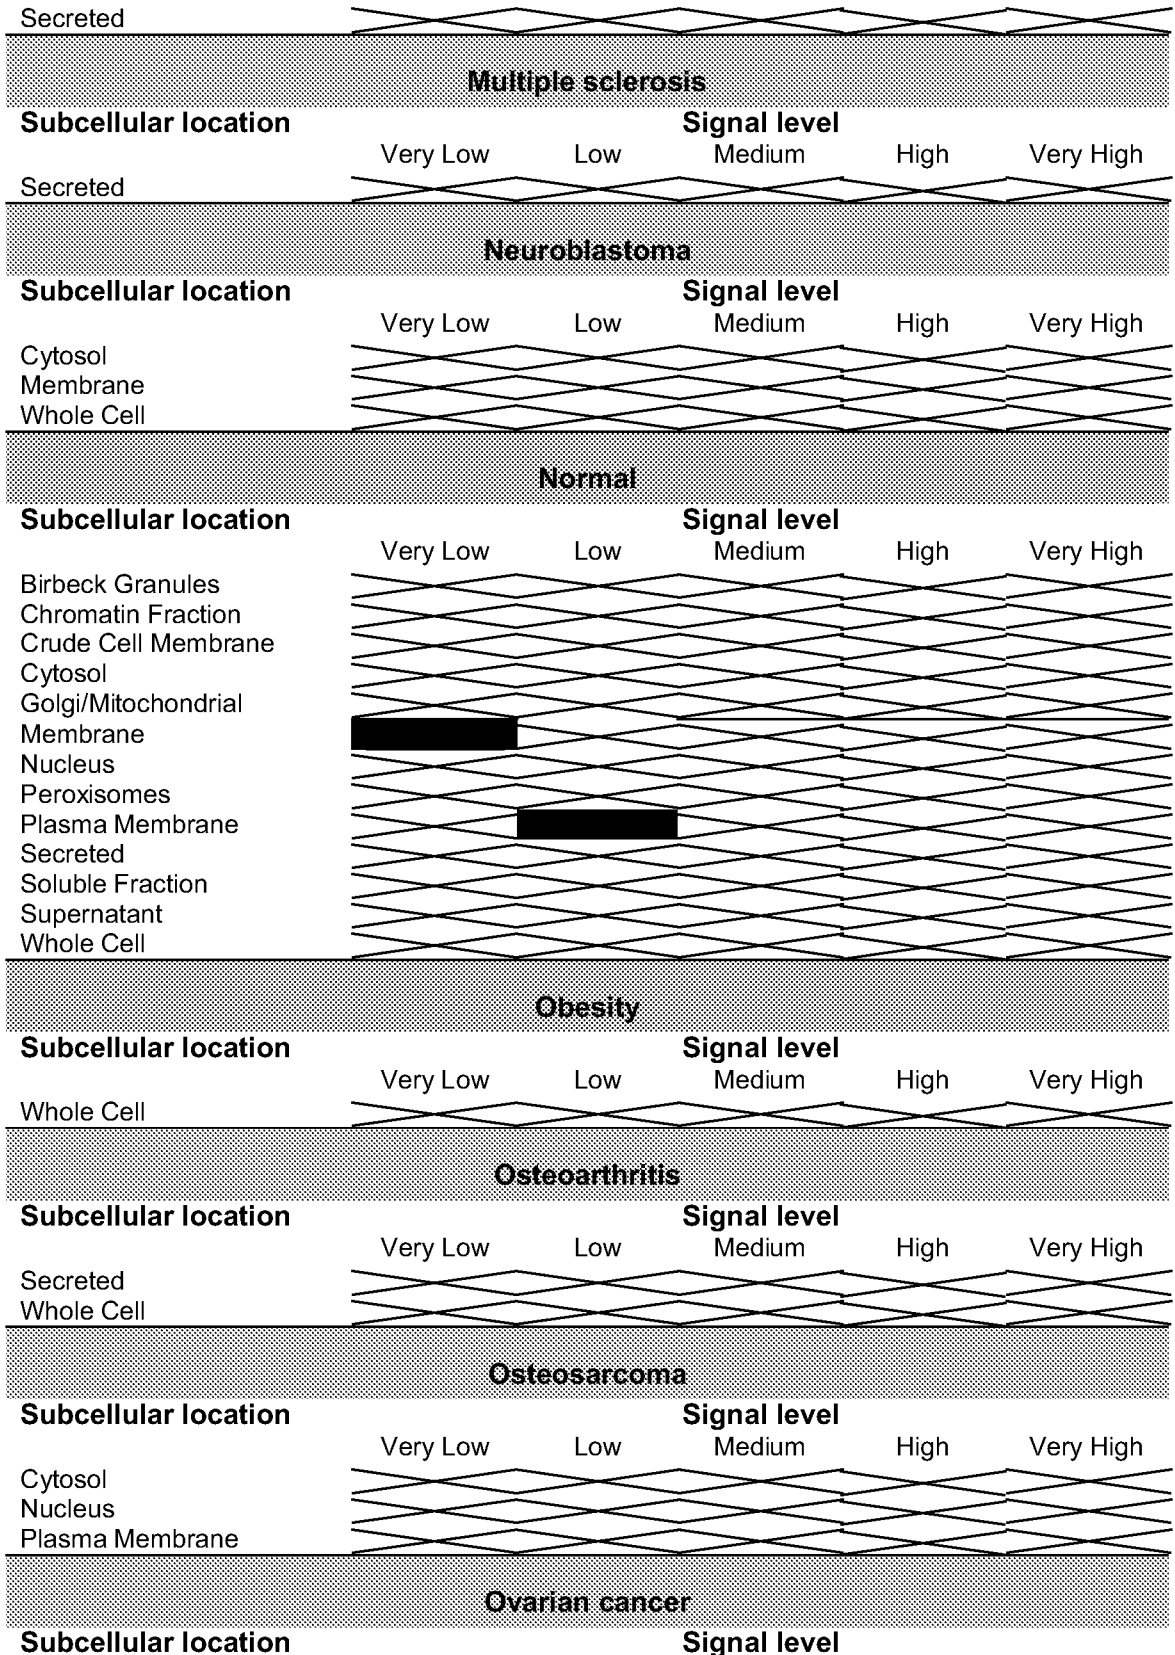 Secreted
Multiple sclerosis
Subcellular location Signal level
Very Low Low Medium High Very High
Secreted
Neuroblastoma
Subcellular location Signal level
Very Low Low Medium High Very High
Cytosol
Membrane
Whole Cell
Normal
Subcellular location Signal level
Very Low Low Medium High Very High
Birbeck Granules
Chromatin Fraction
Crude Cell Membrane
Cytosol
Golgi/Mitochondrial
Membrane
Nucleus
Peroxisomes
Plasma Membrane
Secreted
Soluble Fraction
Supernatant
Whole Cell
Obesity
Subcellular location Signal level
Very Low Low Medium High Very High
Whole Cell
Osteoarthritis
Subcellular location Signal level
Very Low Low Medium High Very High
Secreted
Whole Cell
Osteosarcoma
Subcellular location Signal level
Very Low Low Medium High Very High
Cytosol
Nucleus
Plasma Membrane
Ovarian cancer
Subcellular location Signal level